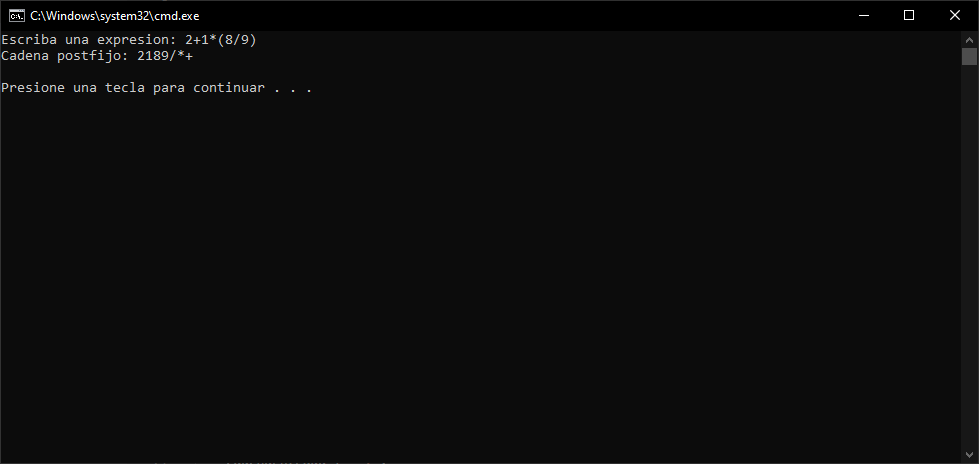 C:\Windows\system32\cmd.exe
Escriba una expresion: 2+1*(8/9)
Cadena postfijo: 2189/*+
Presione una tecla para continuar . . .